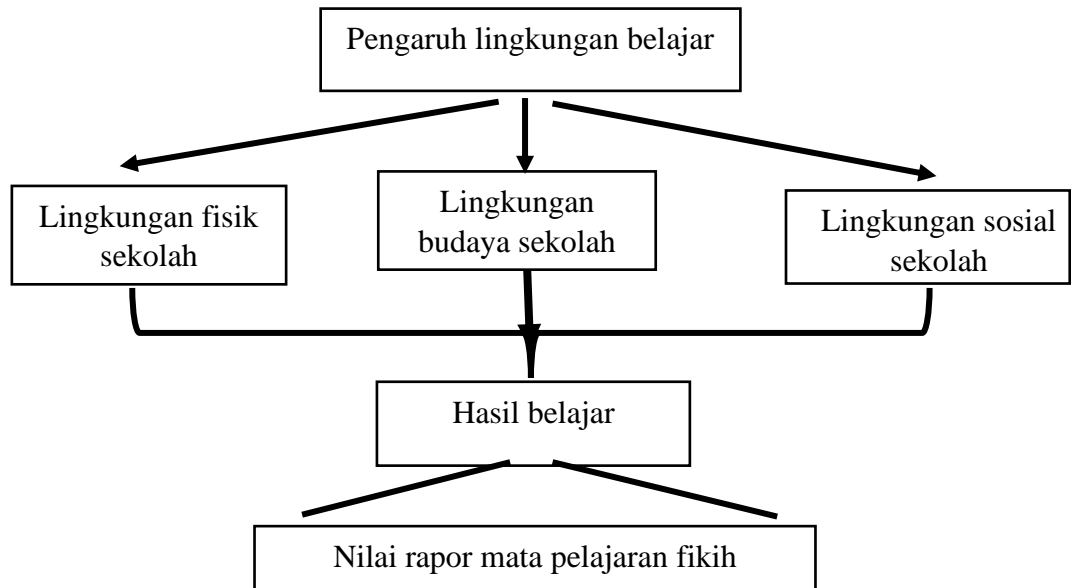 Pengaruh lingkungan belajar
Lingkungan fisik
sekolah
Lingkungan
budaya sekolah
Lingkungan sosial
sekolah
Hasil belajar
Nilai rapor mata pelajaran fikih